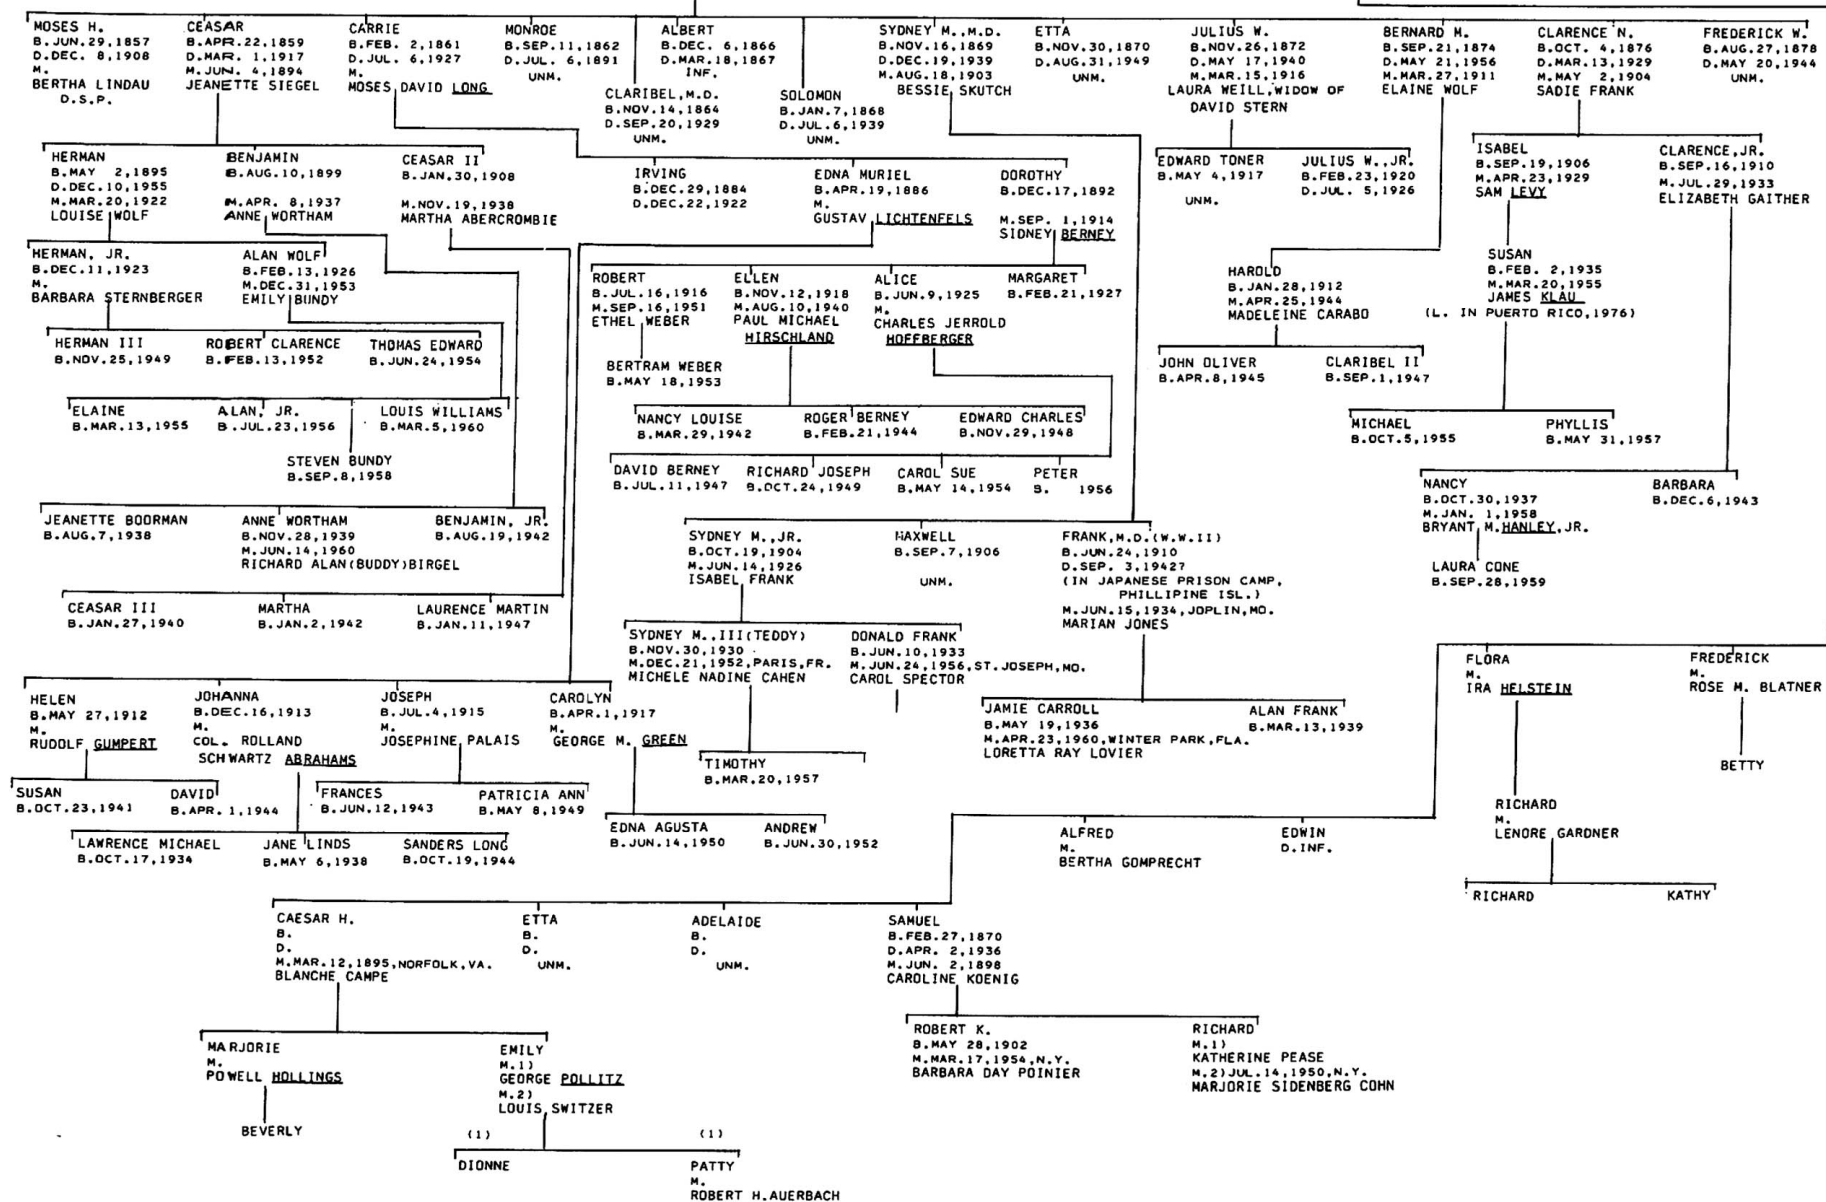 MOSES H.
B.JUN.29,1857
D.DEC. 8,1908
M.
BERTHA LINDAU
D.S.P.
CEASAR
B.APR.22,1859
D.MAR. 1,1917
M.JUN. 4,1894
JEANETTE SIEGEL
CARRIE
B.FEB. 2,1861
D.JUL. 6,1927
M.
MOSES DAVID LONG
MONROE
B.SEP.11,1862
D.JUL. 6,1891
UNM.
CLARIBEL,M.D.
B.NOV.14,1864
D.SEP.20,1929
UNM.
ALBERT
B.DEC. 6,1866
D.MAR.18,1867
INF.
SOLOMON
B.JAN.7,1868
D.JUL.6,1939
UNM.
SYDNEY M.,M.D.
B.NOV.16,1869
D.DEC.19,1939
M.AUG.18,1903
BESSIE SKUTCH
ETTA
B.NOV.30,1870
D.AUG.31,1949
UNM.
JULIUS W.
B.NOV.26,1872
D.MAY 17,1940
M.MAR.15,1916
LAURA WEILL,WIDOW OF
DAVID STERN
BERNARD M.
B.SEP.21,1874
D.MAY 21,1956
M.MAR.27,1911
ELAINE WOLF
CLARENCE N.
B.OCT. 4,1876
D.MAR.13,1929
M.MAY 2,1904
SADIE FRANK
FREDERICK W.
B.AUG.27,1878
D.MAY 20,1944
UNM.
HERMAN
B.MAY 2,1895
D.DEC.10,1955
M.MAR.20,1922
LOUISE WOLF
BENJAMIN
B.AUG.10,1899
M.APR. 8,1937
ANNE WORTHAM
CEASAR II
B.JAN.30,1908
M.NOV.19,1938
MARTHA ABERCROMBIE
IRVING
B.DEC.29,1884
D.DEC.22,1922
EDNA MURIEL
B.APR.19,1886
M.
GUSTAV LICHTENFELS
DOROTHY
B.DEC.17,1892
M.SEP. 1,1914
SIDNEY BERNEY
EDWARD TONER
B.MAY 4,1917
UNM.
JULIUS W.,JR.
B.FEB.23,1920
D.JUL. 5,1926
ISABEL
B.SEP.19,1906
M.APR.23,1929
SAM LEVY
CLARENCE,JR.
B.SEP.16,1910
M.JUL.29,1933
ELIZABETH GAITHER
HERMAN, JR.
B.DEC.11,1923
M.
BARBARA STERNBERGER
ALAN WOLF
B.FEB.13,1926
M.DEC.31,1953
EMILY BUNDY
ROBERT
B.JUL.16,1916
M.SEP.16,1951
ETHEL WEBER
ELLEN
B.NOV.12,1918
M.AUG.10,1940
PAUL MICHAEL
HIRSCHLAND
ALICE
B.JUN.9,1925
M.
CHARLES JERROLD
HOFFBERGER
MARGARET
B.FEB.21,1927
HAROLD
B.JAN.28,1912
M.APR.25,1944
MADELEINE CARABO
SUSAN
B.FEB. 2,1935
M.MAR.20,1955
JAMES KLAU
(L. IN PUERTO RICO,1976)
HERMAN III
B.NOV.25,1949
ROBERT CLARENCE
B.FEB.13,1952
THOMAS EDWARD
B.JUN.24,1954
BERTRAM WEBER
B.MAY 18,1953
JOHN OLIVER
B.APR.8,1945
CLARIBEL II
B.SEP.1,1947
ELAINE
B.MAR.13,1955
ALAN, JR.
B.JUL.23,1956
LOUIS WILLIAMS
B.MAR.5,1960
STEVEN BUNDY
B.SEP.8,1958
NANCY LOUISE
B.MAR.29,1942
ROGER BERNEY
B.FEB.21,1944
EDWARD CHARLES
B.NOV.29,1948
MICHAEL
B.OCT.5,1955
PHYLLIS
B.MAY 31,1957
DAVID BERNEY
B.JUL.11,1947
RICHARD JOSEPH
B.OCT.24,1949
CAROL SUE
B.MAY 14,1954
PETER
B. 1956
NANCY
B.OCT.30,1937
M.JAN. 1,1958
BRYANT M.HANLEY,JR.
BARBARA
B.DEC.6,1943
JEANETTE BOORMAN
B.AUG.7,1938
ANNE WORTHAM
B.NOV.28,1939
M.JUN.14,1960
RICHARD ALAN(BUDDY)BIRGEL
BENJAMIN, JR.
B.AUG.19,1942
SYDNEY M.,JR.
B.OCT.19,1904
M.JUN.14,1926
ISABEL FRANK
MAXWELL
B.SEP.7,1906
UNM.
FRANK,M.D.(W.W.II)
B.JUN.24,1910
D.SEP. 3,1942?
(IN JAPANESE PRISON CAMP,
PHILLIPINE ISL.)
M.JUN.15,1934,JOPLIN,MO.
MARIAN JONES
LAURA CONE
B.SEP.28,1959
CEASAR III
B.JAN.27,1940
MARTHA
B.JAN.2,1942
LAURENCE MARTIN
B.JAN.11,1947
SYDNEY M.,III(TEDDY)
B.NOV.30,1930
M.DEC.21,1952,PARIS,FR.
MICHELE NADINE CAHEN
DONALD FRANK
B.JUN.10,1933
M.JUN.24,1956,ST.JOSEPH,MO.
CAROL SPECTOR
FLORA
M.
IRA HELSTEIN
FREDERICK
M.
ROSE M. BLATNER
HELEN
B.MAY 27,1912
M.
RUDOLF GUMPERT
JOHANNA
B.DEC.16,1913
M.
COL. ROLLAND
SCHWARTZ ABRAHAMS
JOSEPH
B.JUL.4,1915
M.
JOSEPHINE PALAIS
CAROLYN
B.APR.1,1917
M.
GEORGE M. GREEN
JAMIE CARROLL
B.MAY 19,1936
M.APR.23,1960,WINTER PARK,FLA.
LORETTA RAY LOVIER
ALAN FRANK
B.MAR.13,1939
TIMOTHY
B.MAR.20,1957
BETTY
SUSAN
B.OCT.23,1941
DAVID
B.APR. 1,1944
FRANCES
B.JUN.12,1943
PATRICIA ANN
B.MAY 8,1949
RICHARD
M.
LENORE GARDNER
EDNA AGUSTA
B.JUN.14,1950
ANDREW
B.JUN.30,1952
ALFRED
M.
BERTHA GOMPRECHT
EDWIN
D.INF.
LAWRENCE MICHAEL
B.OCT.17,1934
JANE LINDS
B.MAY 6,1938
SANDERS LONG
B.OCT.19,1944
RICHARD
KATHY
CAESAR H.
B.
D.
M.MAR.12,1895,NORFOLK,VA.
BLANCHE CAMPE
ETTA
B.
D.
UNM.
ADELAIDE
B.
D.
UNM.
SAMUEL
B.FEB.27,1870
D.APR. 2,1936
M.JUN. 2,1898
CAROLINE KOENIG
MARJORIE
M.
POWELL HOLLINGS
EMILY
M.1)
GEORGE POLLITZ
M.2)
LOUIS SWITZER
ROBERT K.
B.MAY 28,1902
M.MAR.17,1954,N.Y.
BARBARA DAY POINIER
RICHARD
M.1)
KATHERINE PEASE
M.2)JUL.14,1950,N.Y.
MARJORIE SIDENBERG COHN
BEVERLY
(1)
(1)
DIONNE
PATTY
M.
ROBERT H.AUERBACH